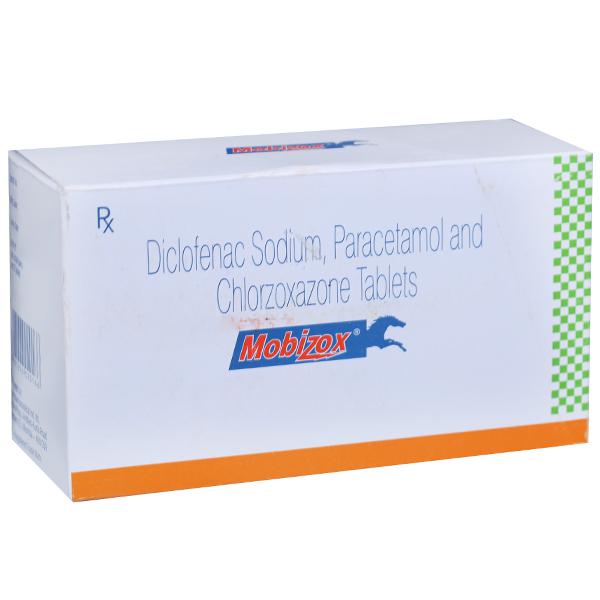 Mobizox
Rx
Diclofenac Sodium, Paracetamol and
Chlorzoxazone Tablets
Mobizox®